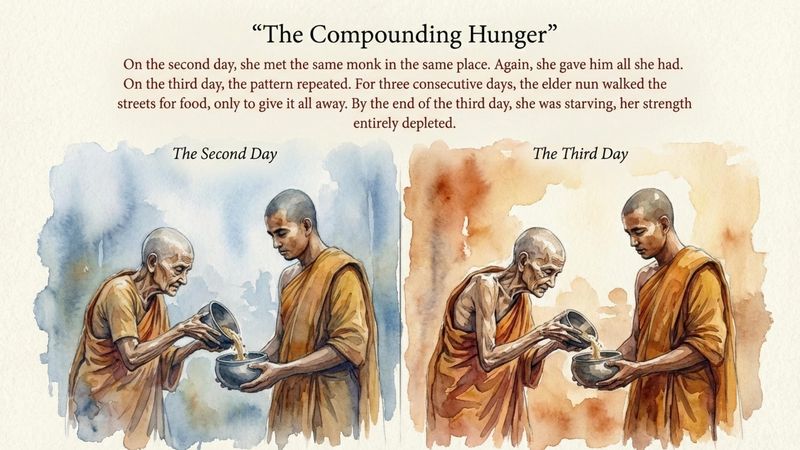 “The Compounding Hunger”
On the second day, she met the same monk in the same place. Again, she gave him all she had.
On the third day, the pattern repeated. For three consecutive days, the elder nun walked the
streets for food, only to give it all away. By the end of the third day, she was starving, her strength
entirely depleted.
The Second Day
The Third Day